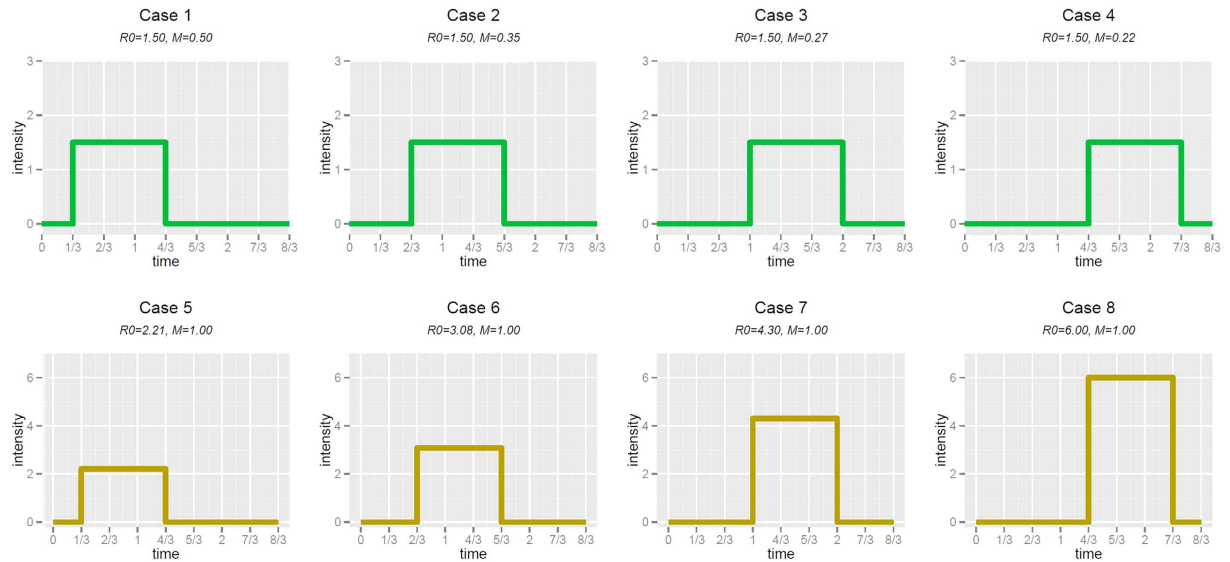 Case 1
R0=1.50, M=0.50
3
2
1
0
intensity
0 1/3 2/3 1 4/3 5/3 2 7/3 8/3
time
Case 2
R0=1.50, M=0.35
3
2
1
0
intensity
0 1/3 2/3 1 4/3 5/3 2 7/3 8/3
time
Case 3
R0=1.50, M=0.27
3
2
1
0
intensity
0 1/3 2/3 1 4/3 5/3 2 7/3 8/3
time
Case 4
R0=1.50, M=0.22
3
2
1
0
intensity
0 1/3 2/3 1 4/3 5/3 2 7/3 8/3
time
Case 5
R0=2.21, M=1.00
6
4
2
0
intensity
0 1/3 2/3 1 4/3 5/3 2 7/3 8/3
time
Case 6
R0=3.08, M=1.00
6
4
2
0
intensity
0 1/3 2/3 1 4/3 5/3 2 7/3 8/3
time
Case 7
R0=4.30, M=1.00
6
4
2
0
intensity
0 1/3 2/3 1 4/3 5/3 2 7/3 8/3
time
Case 8
R0=6.00, M=1.00
6
4
2
0
intensity
0 1/3 2/3 1 4/3 5/3 2 7/3 8/3
time